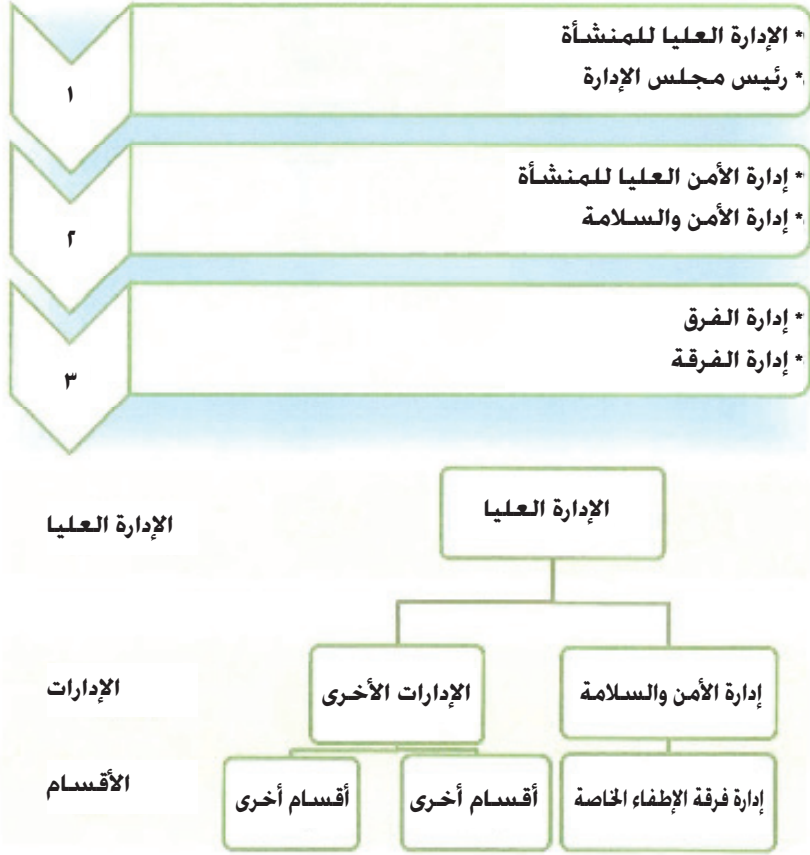 * الإدارة العليا للمنشأة
* رئيس مجلس الإدارة
١
* إدارة الأمن العليا للمنشأة
* إدارة الأمن والسلامة
٢
* إدارة الفرق
* إدارة الفرقة
٣
الإدارة العليا
الإدارة العليا
إدارة الأمن والسلامة
الإدارات الأخرى
الإدارات
إدارة فرقة الإطفاء الخاصة
أقسام أخرى
أقسام أخرى
الأقسام